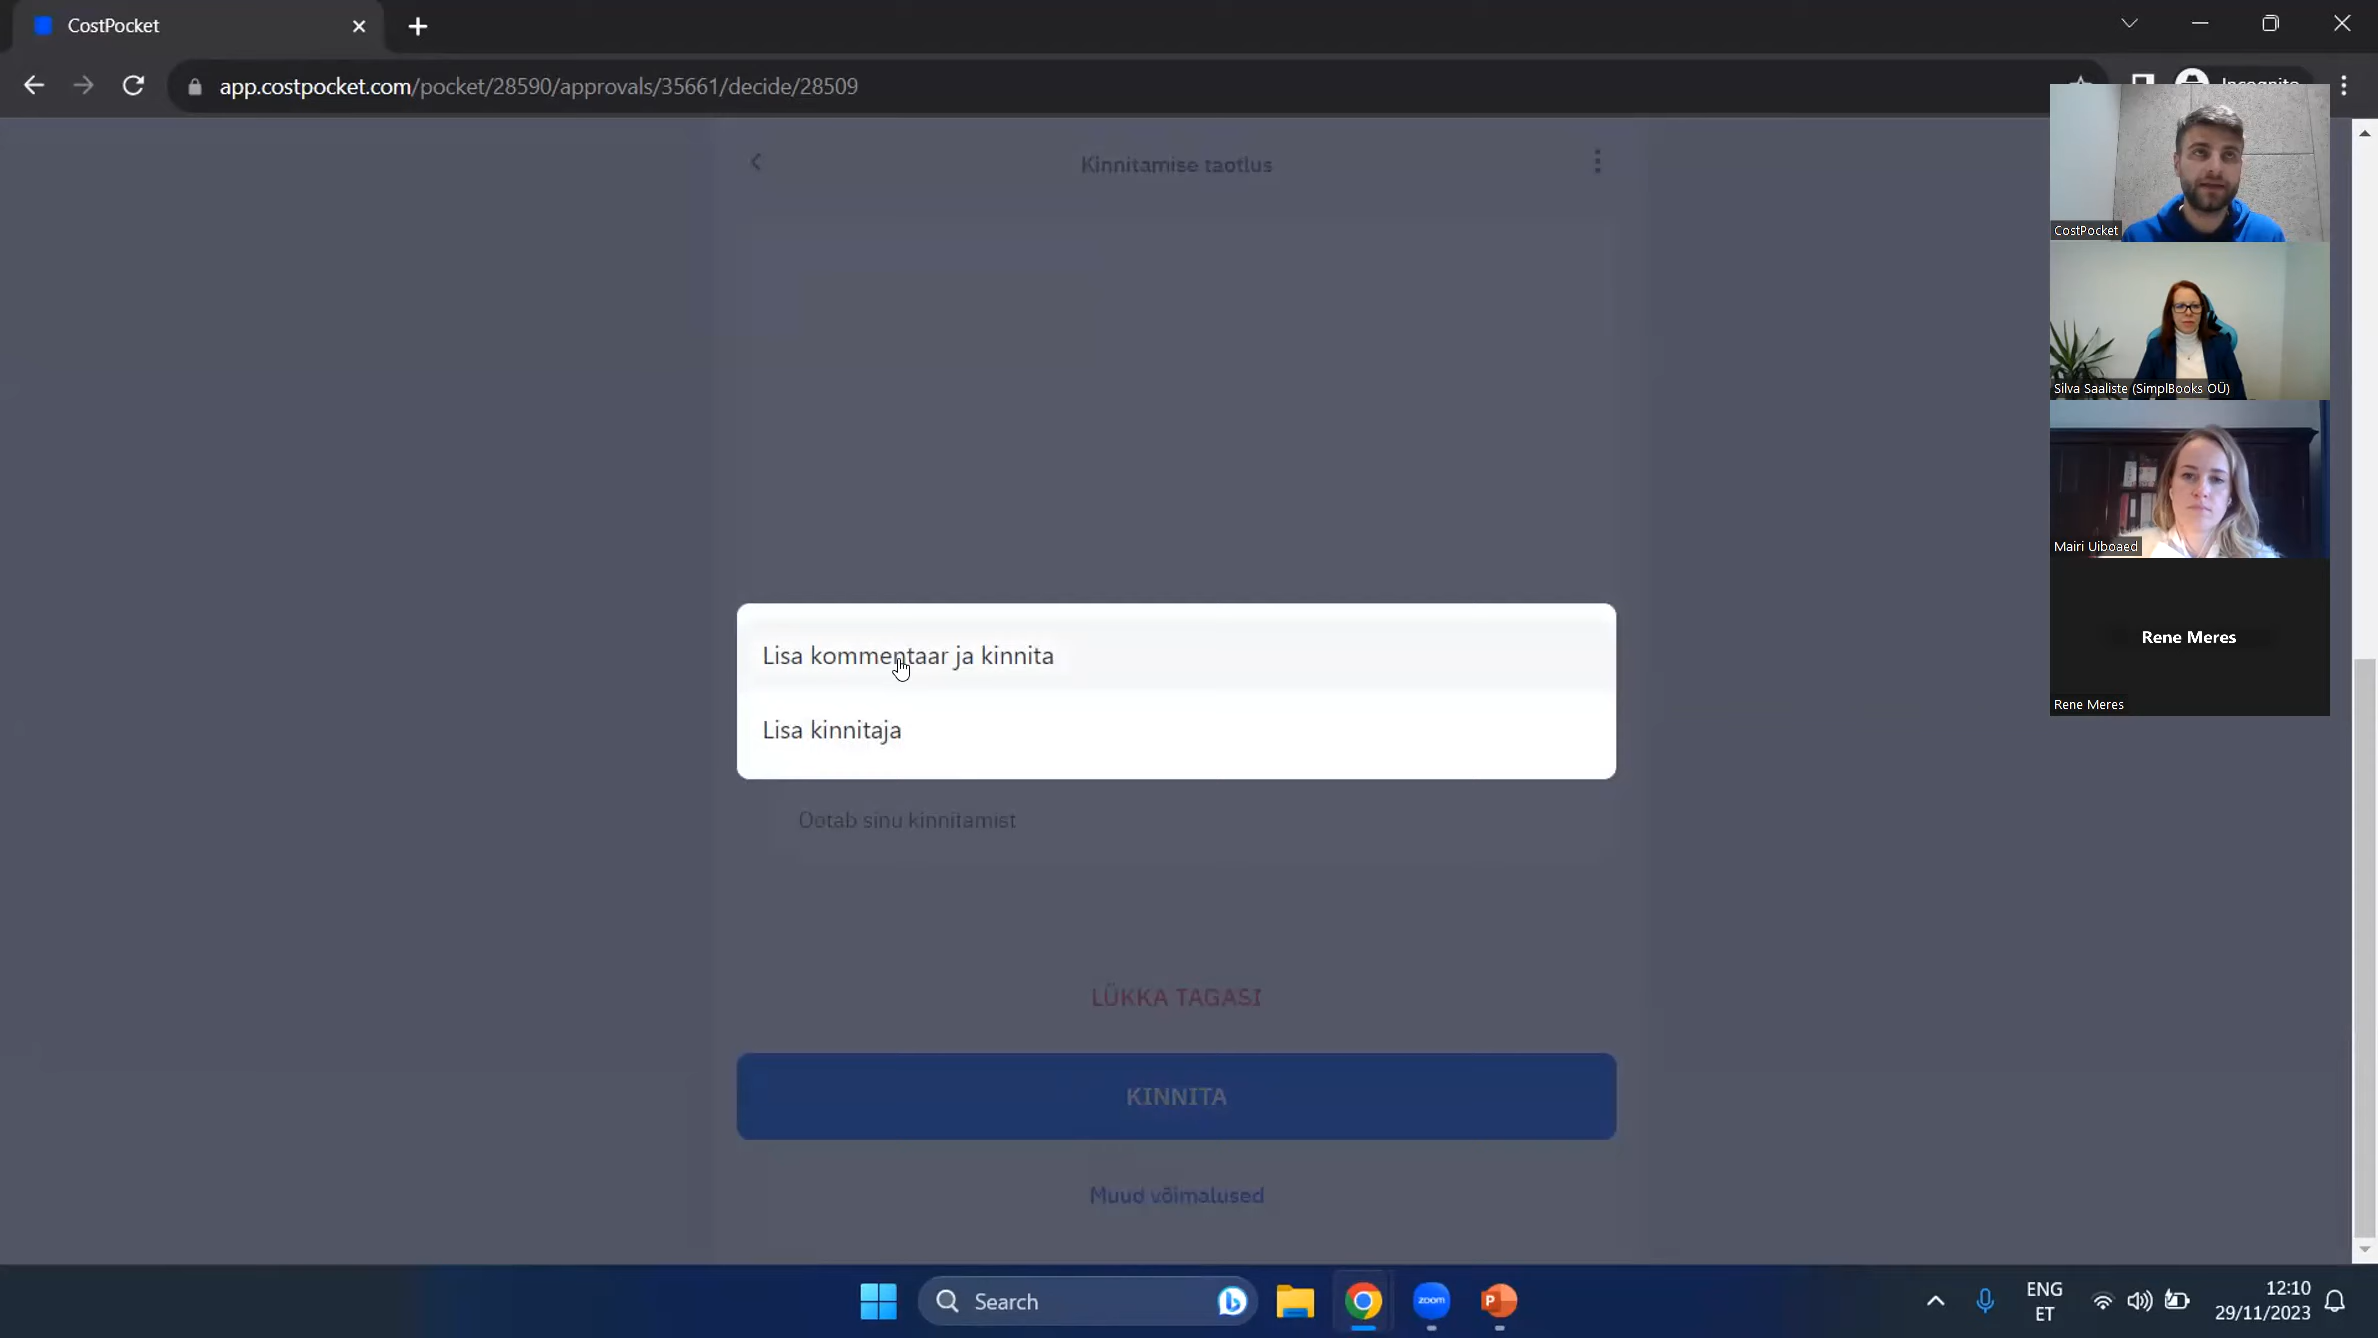 CostPocket
app.costpocket.com/pocket/28590/approvals/35661/decide/28509
Incognito
Kinnitamise taotlus
CostPocket
Silva Saaliste (SimplBooks OÜ)
Mairi Uiboaed
Rene Meres
Rene Meres
Lisa kommentaar ja kinnita
Lisa kinnitaja
Ootab sinu kinnitamist
LÜKKA TAGASI
KINNITA
Muud võimalused
Search
zoom
P
ENG
ET
12:10
29/11/2023